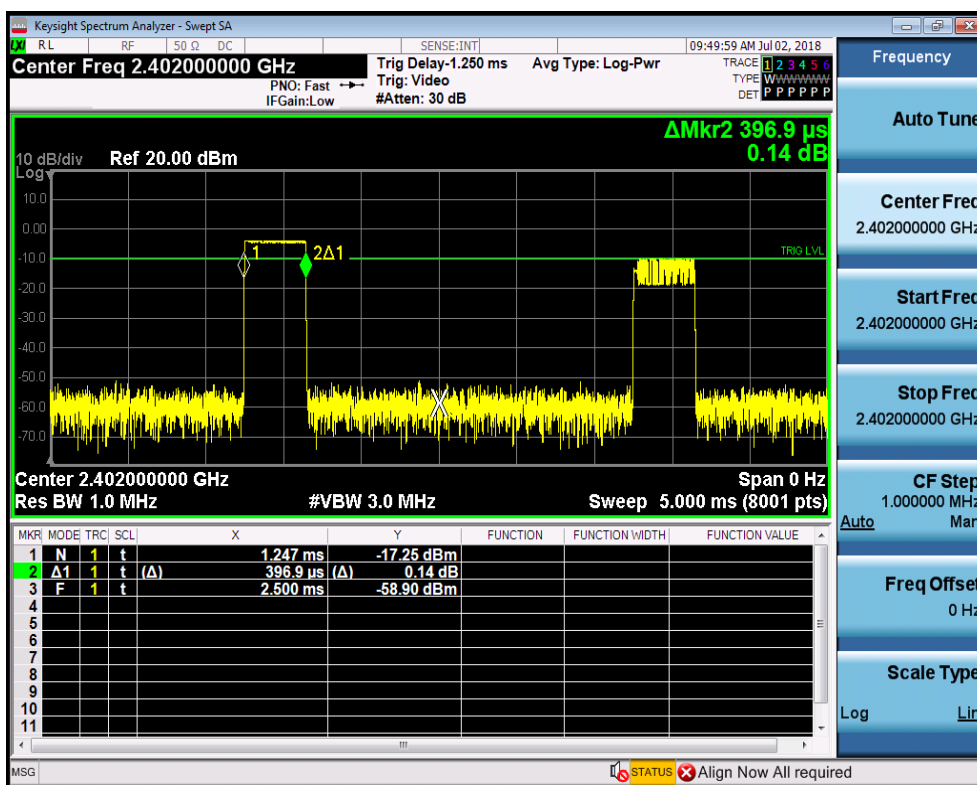 Keysight Spectrum Analyzer - Swept SA
LXI RL RF 50 Ω DC SENSE:INT 09:49:59 AM Jul 02, 2018
Center Freq 2.402000000 GHz
PNO: Fast
IFGain:Low
Trig Delay-1.250 ms
Trig: Video
#Atten: 30 dB
Avg Type: Log-Pwr
TRACE 1 2 3 4 5 6
TYPE WWWWWW
DET P P P P P P
ΔMkr2 396.9 µs
0.14 dB
10 dB/div Ref 20.00 dBm
Log
10.0
0.00
-10.0
-20.0
-30.0
-40.0
-50.0
-60.0
-70.0
1
2Δ1
TRIG LVL
X
Center 2.402000000 GHz Span 0 Hz
Res BW 1.0 MHz #VBW 3.0 MHz Sweep 5.000 ms (8001 pts)
MKR MODE TRC SCL X Y FUNCTION FUNCTION WIDTH FUNCTION VALUE
1 N 1 t 1.247 ms -17.25 dBm
2 Δ1 1 t (Δ) 396.9 µs (Δ) 0.14 dB
3 F 1 t 2.500 ms -58.90 dBm
4
5
6
7
8
9
10
11
MSG STATUS Align Now All required
Frequency
Auto Tune
Center Freq
2.402000000 GHz
Start Freq
2.402000000 GHz
Stop Freq
2.402000000 GHz
CF Step
1.000000 MHz
Auto Man
Freq Offset
0 Hz
Scale Type
Log Lin